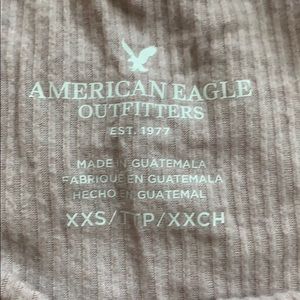 AMERICAN EAGLE
OUTFITTERS
EST. 1977
MADE IN GUATEMALA
FABRIQUÉ EN GUATEMALA
HECHO EN GUATEMAL
XXS/TTP/XXCH